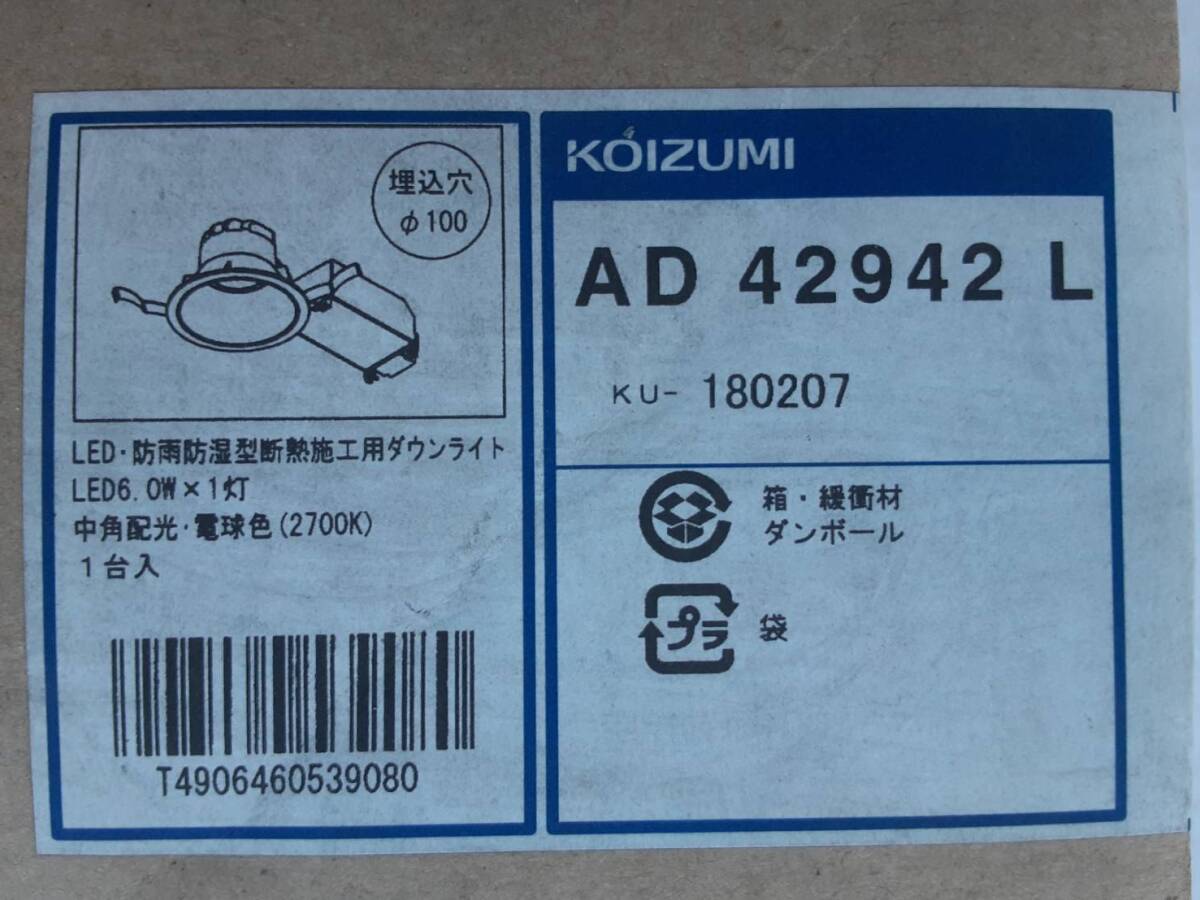 埋込穴
φ100
LED・防雨防湿型断熱施工用ダウンライト
LED6.0W×1灯
中角配光・電球色(2700K)
1台入
T4906460539080
KOIZUMI
AD 42942 L
KU- 180207
箱・緩衝材
ダンボール
プラ
袋